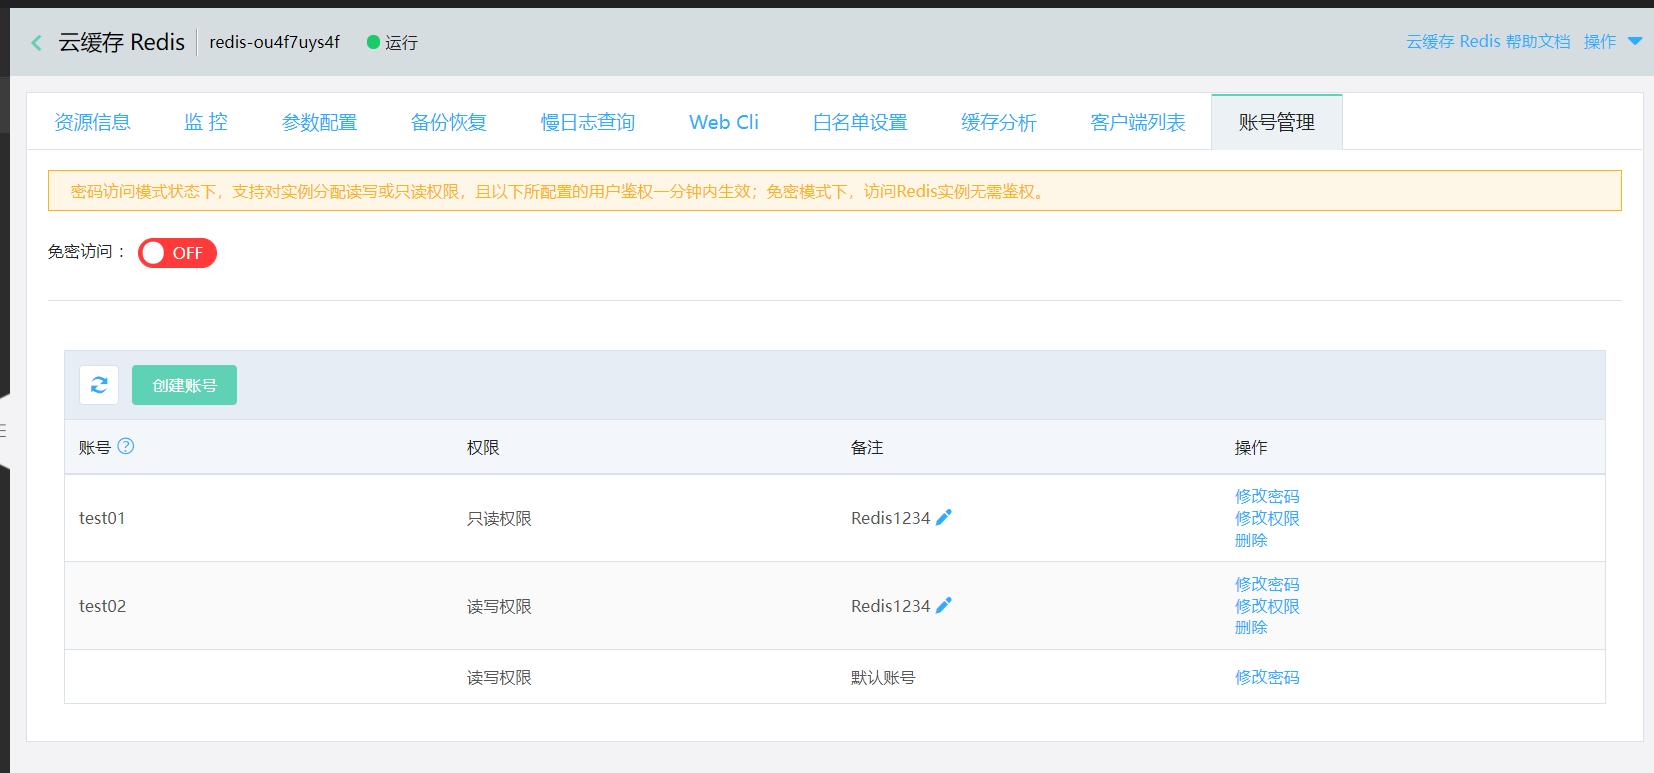 云缓存 Redis redis-ou4f7uys4f 运行 云缓存 Redis 帮助文档 操作
资源信息 监 控 参数配置 备份恢复 慢日志查询 Web Cli 白名单设置 缓存分析 客户端列表 账号管理
密码访问模式状态下，支持对实例分配读写或只读权限，且以下所配置的用户鉴权一分钟内生效；免密模式下，访问Redis实例无需鉴权。
免密访问： OFF
创建账号
账号 权限 备注 操作
test01 只读权限 Redis1234 修改密码
修改权限
删除
test02 读写权限 Redis1234 修改密码
修改权限
删除
读写权限 默认账号 修改密码